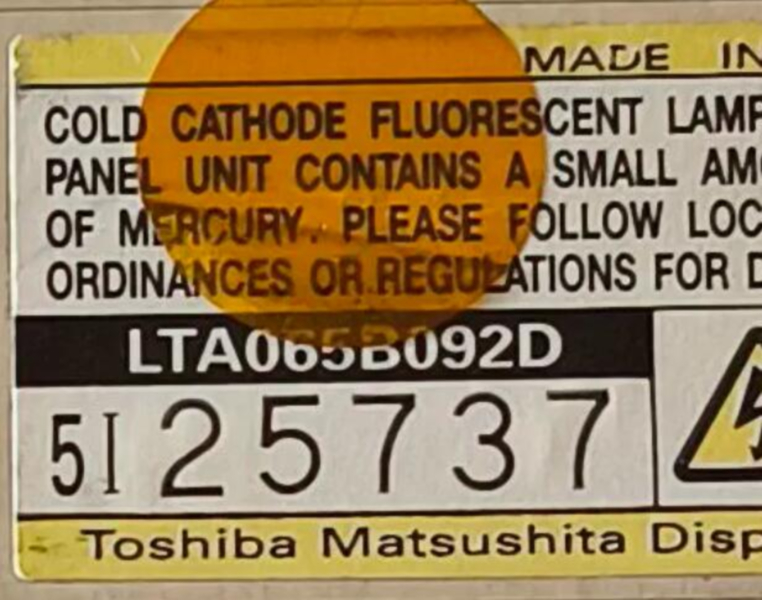 MADE IN
COLD CATHODE FLUORESCENT LAMP
PANEL UNIT CONTAINS A SMALL AMO
OF MERCURY. PLEASE FOLLOW LOC
ORDINANCES OR REGULATIONS FOR D
LTA065B092D
5I 25737
Toshiba Matsushita Disp